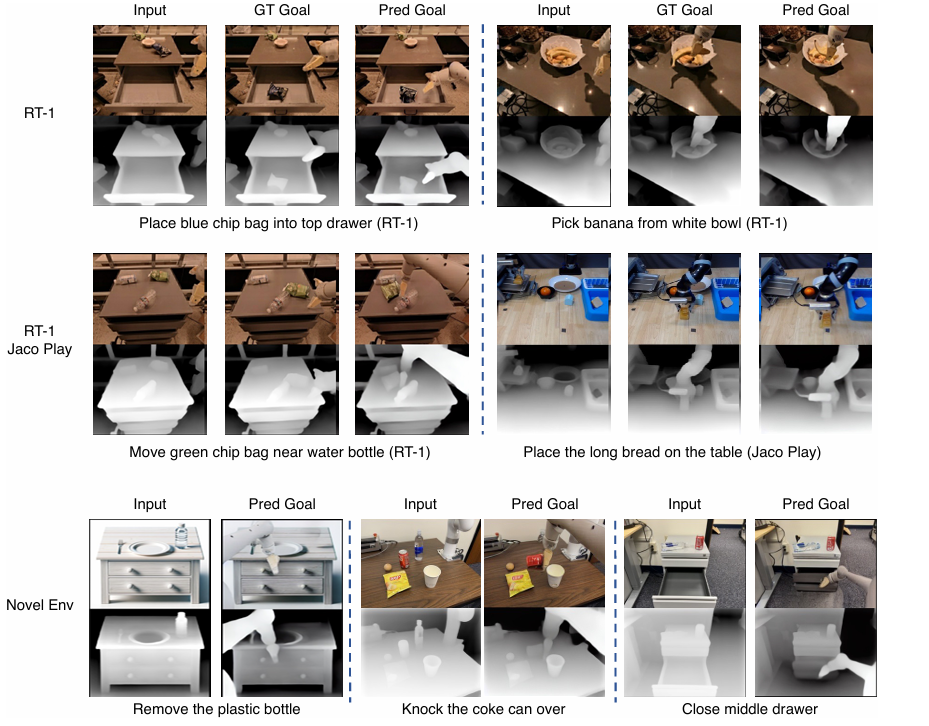 Input GT Goal Pred Goal Input GT Goal Pred Goal
RT-1
Place blue chip bag into top drawer (RT-1) Pick banana from white bowl (RT-1)
RT-1
Jaco Play
Move green chip bag near water bottle (RT-1) Place the long bread on the table (Jaco Play)
Input Pred Goal Input Pred Goal Input Pred Goal
Novel Env
Remove the plastic bottle Knock the coke can over Close middle drawer